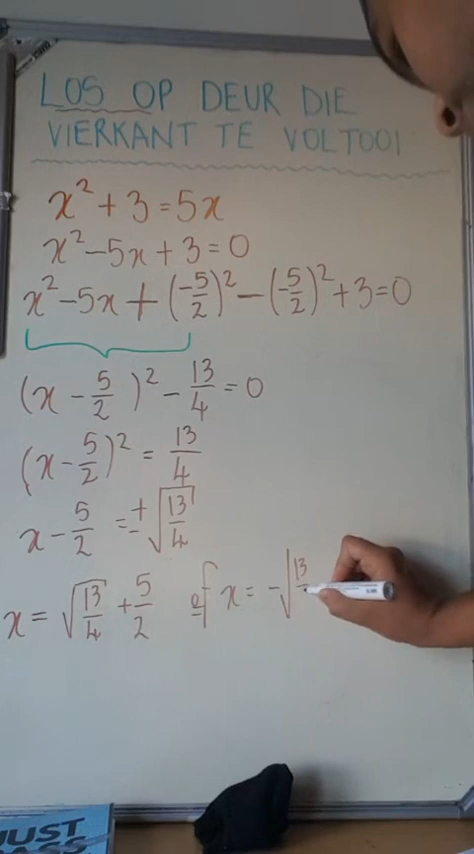 LOS OP DEUR DIE
VIERKANT TE VOLTOOI
x² + 3 = 5x
x² - 5x + 3 = 0
x² - 5x + (-5/2)² - (-5/2)² + 3 = 0
(x - 5/2)² - 13/4 = 0
(x - 5/2)² = 13/4
x - 5/2 = ±√(13/4)
x = √(13/4) + 5/2 of x = -√13
JUST